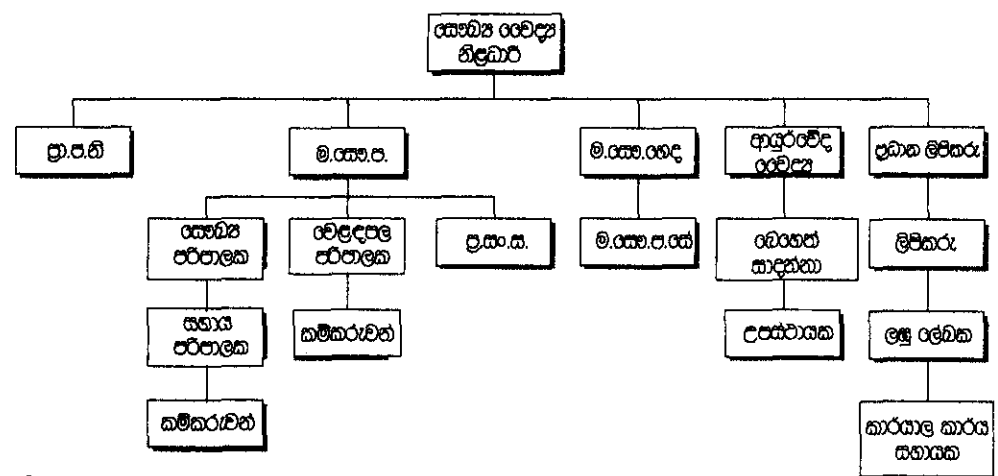 සෞඛ්‍ය වෛද්‍ය
නිළධාරී
ප්‍රා.ප.නි
ම.සෞ.ප.
ම.සෞ.හෙද
ආයුර්වේද
වෛද්‍ය
ප්‍රධාන ලිපිකරු
සෞඛ්‍ය
පරිපාලක
වෙළඳපල
පරිපාලක
ප්‍ර.සං.ස.
ම.සෞ.ප.සේ
බෙහෙත්
සාදන්නා
ලිපිකරු
සහාය
පරිපාලක
කම්කරුවන්
උපස්ථායක
ලඝු ලේඛක
කම්කරුවන්
කාර්යාල කාර්ය
සහායක